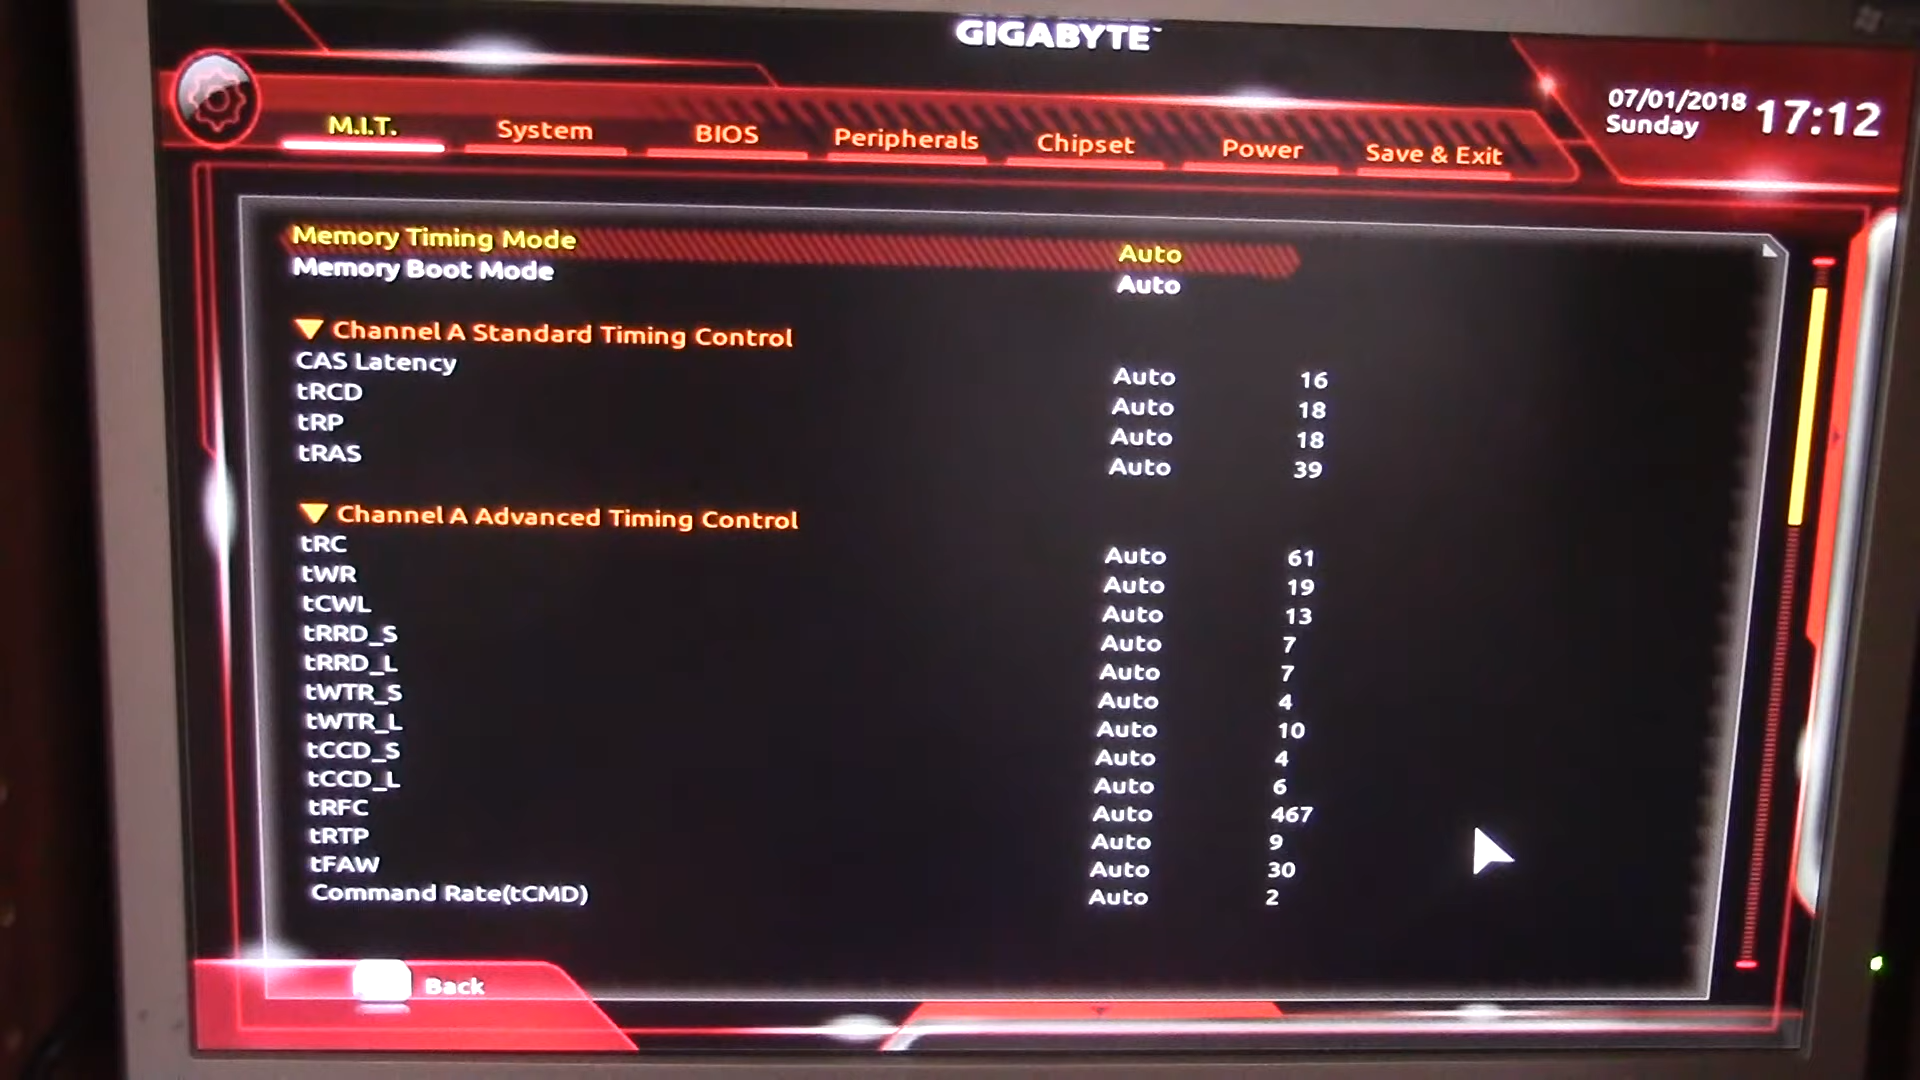 GIGABYTE™
07/01/2018
Sunday 17:12
M.I.T. System BIOS Peripherals Chipset Power Save & Exit
Memory Timing Mode Auto
Memory Boot Mode Auto
Channel A Standard Timing Control
CAS Latency Auto 16
tRCD Auto 18
tRP Auto 18
tRAS Auto 39
Channel A Advanced Timing Control
tRC Auto 61
tWR Auto 19
tCWL Auto 13
tRRD_S Auto 7
tRRD_L Auto 7
tWTR_S Auto 4
tWTR_L Auto 10
tCCD_S Auto 4
tCCD_L Auto 6
tRFC Auto 467
tRTP Auto 9
tFAW Auto 30
Command Rate(tCMD) Auto 2
Back